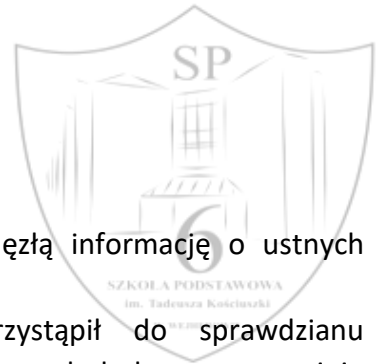 SP
ęzłą informację o ustnych
6
SZKOŁA PODSTAWOWA
im. Tadeusza Kościuszki
rzystąpił do sprawdzianu